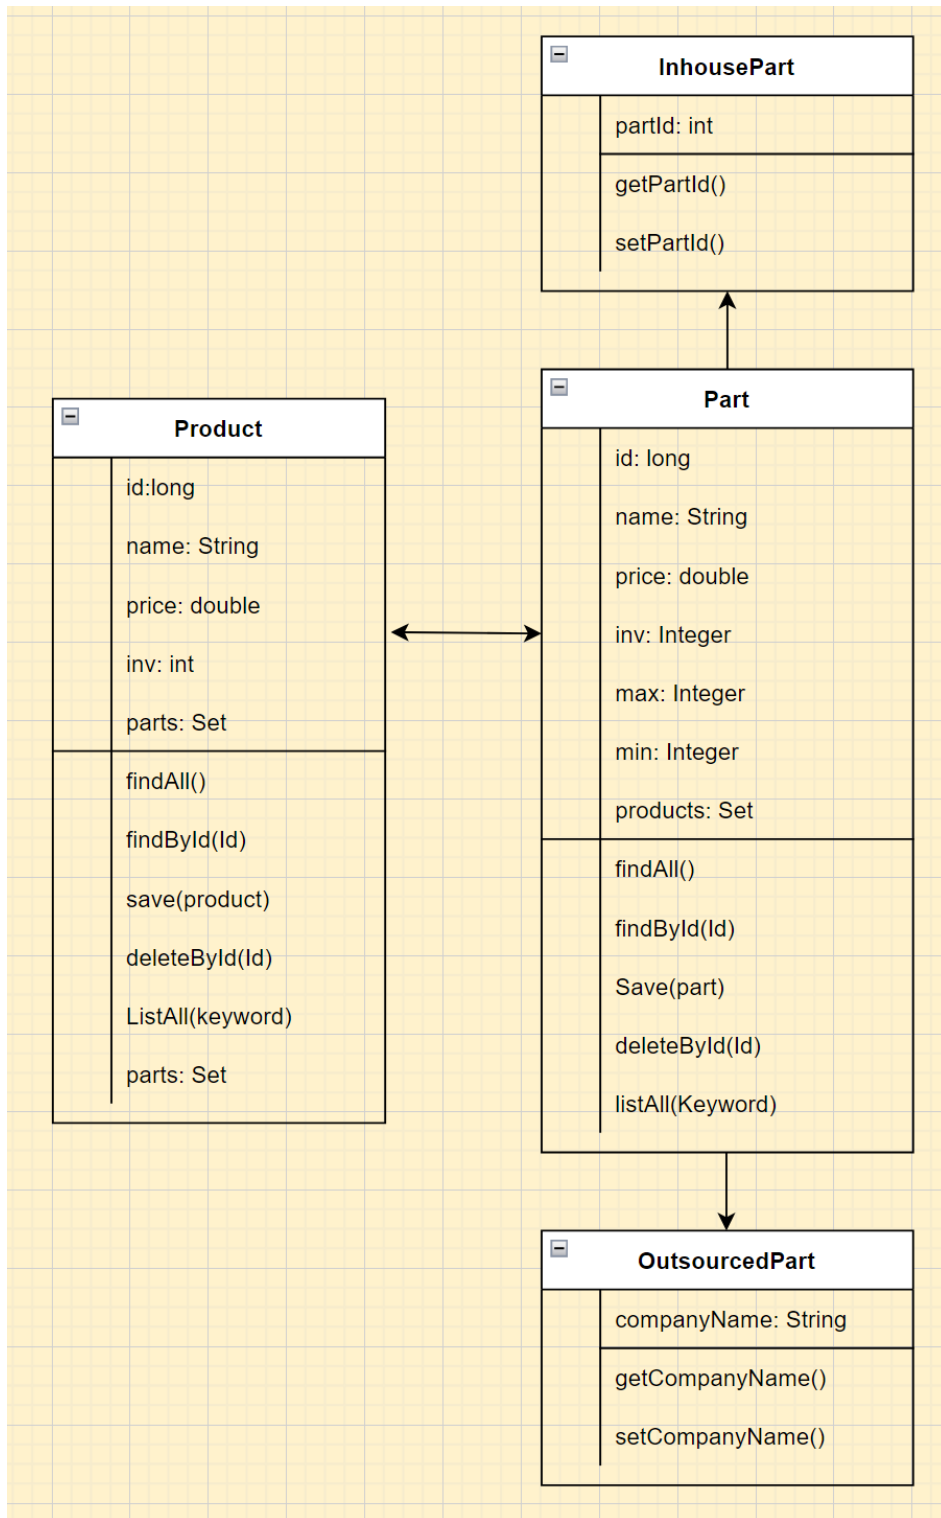 InhousePart
partId: int
getPartId()
setPartId()
Part
id: long
name: String
price: double
inv: Integer
max: Integer
min: Integer
products: Set
findAll()
findById(Id)
Save(part)
deleteById(Id)
listAll(Keyword)
Product
id:long
name: String
price: double
inv: int
parts: Set
findAll()
findById(Id)
save(product)
deleteById(Id)
ListAll(keyword)
parts: Set
OutsourcedPart
companyName: String
getCompanyName()
setCompanyName()